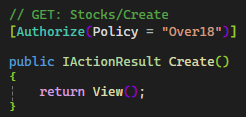 // GET: Stocks/Create
[Authorize(Policy = "Over18")]
public IActionResult Create()
{
return View();
}